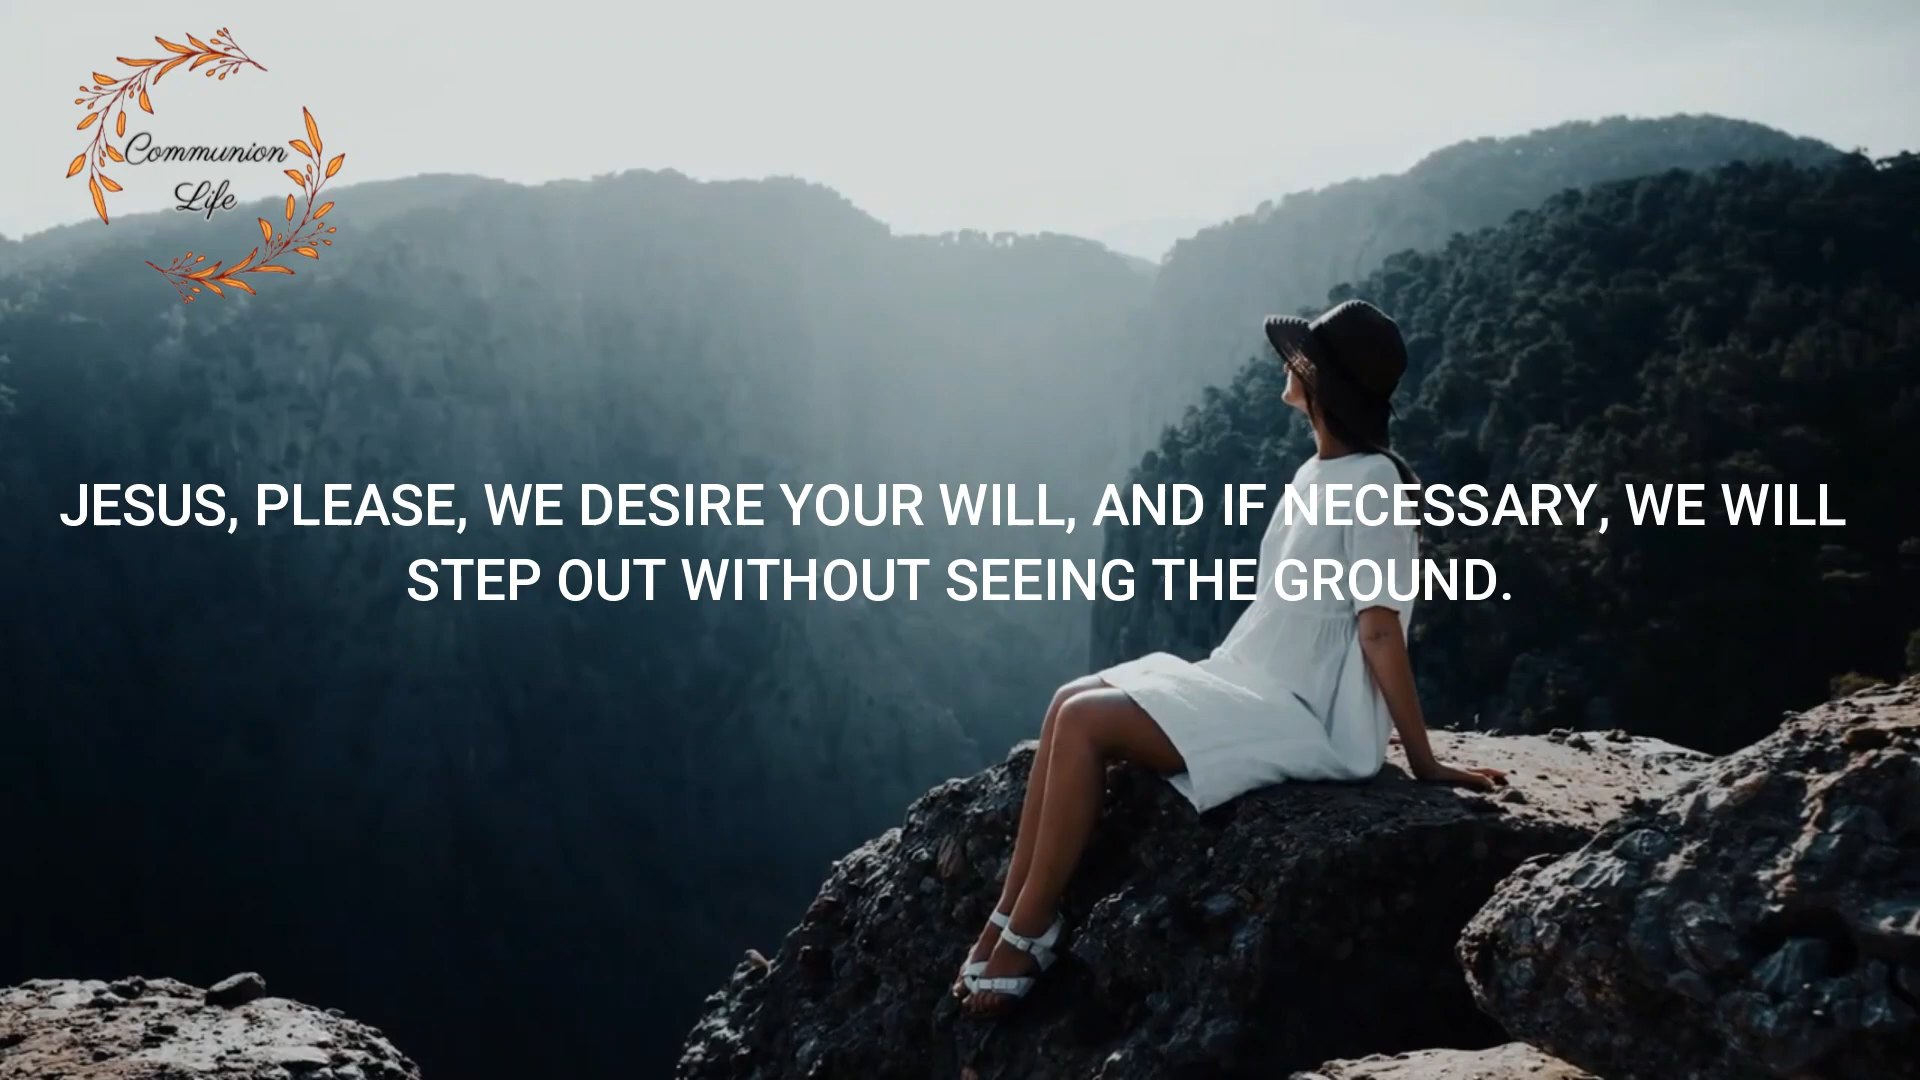 Communion
Life
JESUS, PLEASE, WE DESIRE YOUR WILL, AND IF NECESSARY, WE WILL
STEP OUT WITHOUT SEEING THE GROUND.